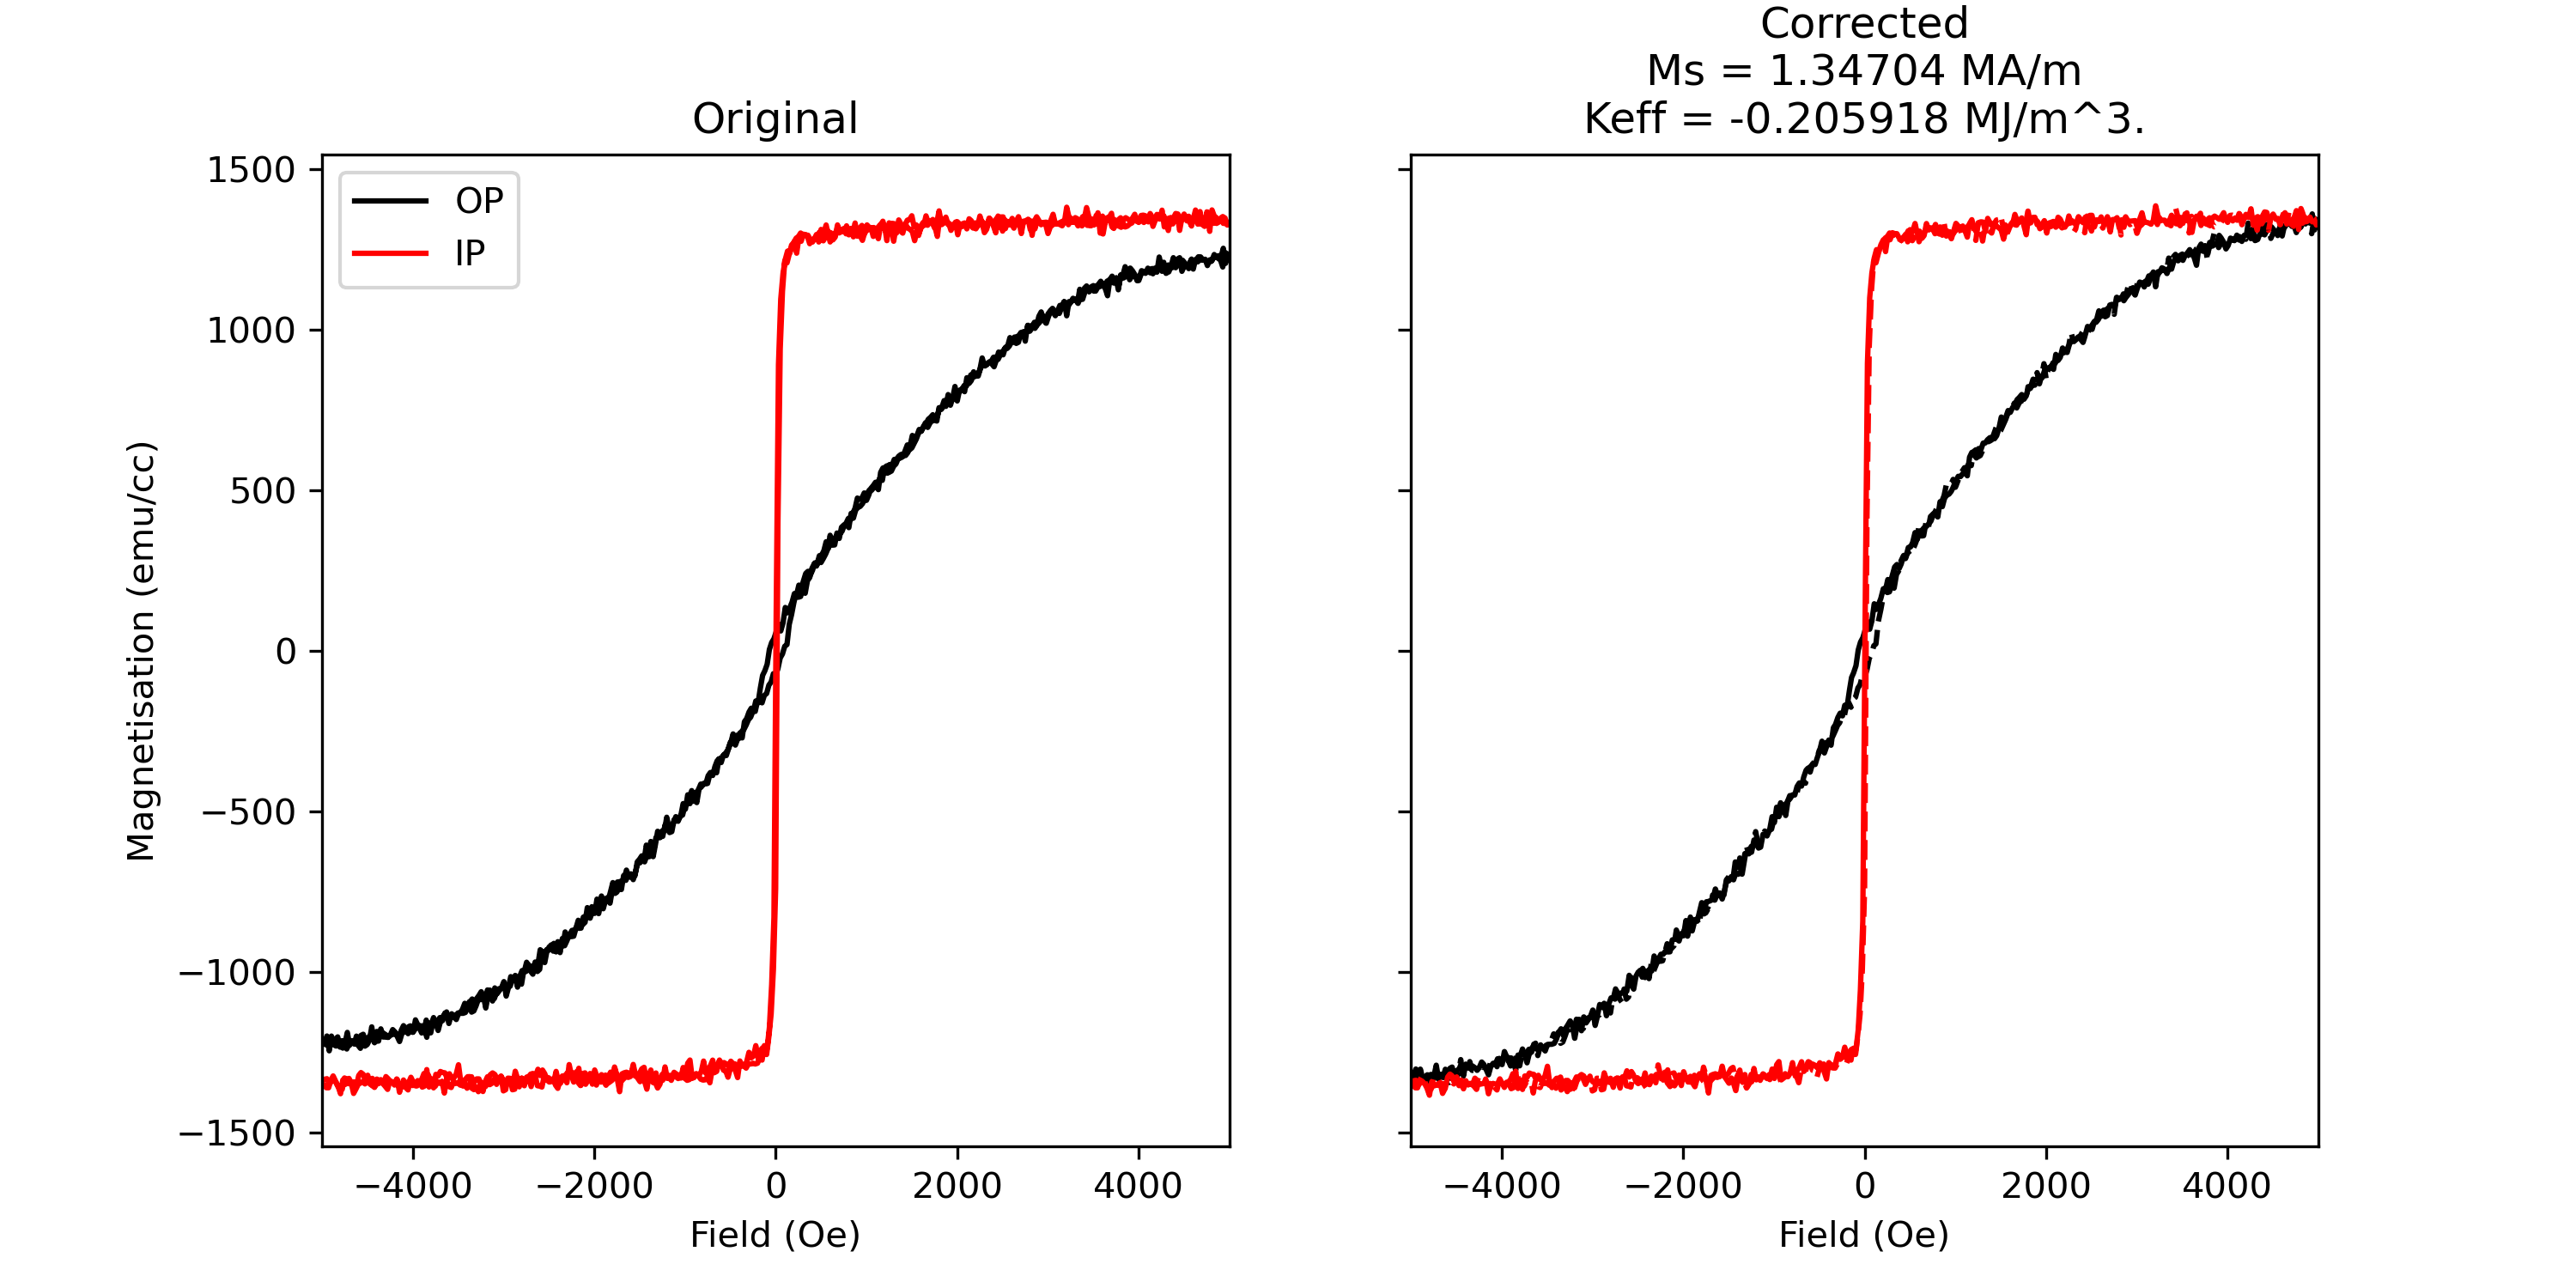 Original
1500
1000
500
0
−500
−1000
−1500
Magnetisation (emu/cc)
OP
IP
−4000 −2000 0 2000 4000
Field (Oe)
Corrected
Ms = 1.34704 MA/m
Keff = -0.205918 MJ/m^3.
−4000 −2000 0 2000 4000
Field (Oe)